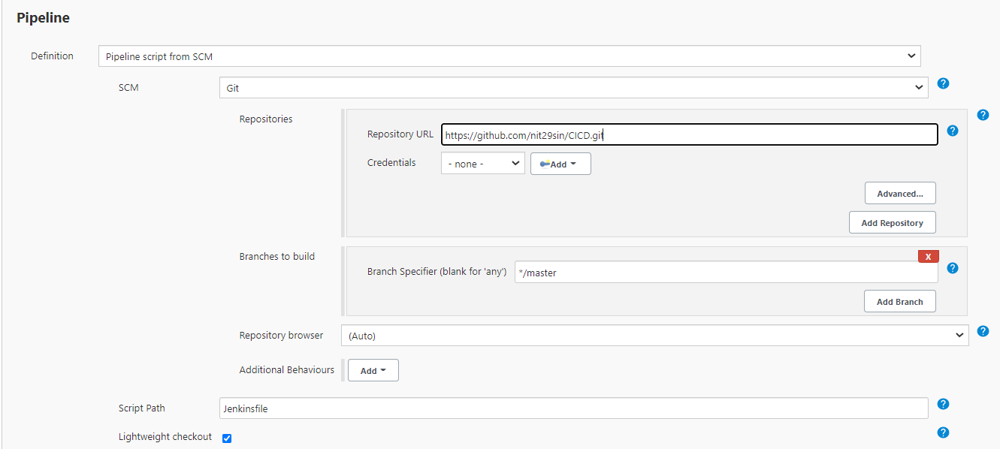 Pipeline
Definition
Pipeline script from SCM
SCM
Git
?
Repositories
?
Repository URL
https://github.com/nit29sin/CICD.git
?
Credentials
- none -
Add
Advanced...
Add Repository
Branches to build
X
Branch Specifier (blank for 'any')
*/master
?
Add Branch
Repository browser
(Auto)
?
Additional Behaviours
Add
Script Path
Jenkinsfile
?
Lightweight checkout
?